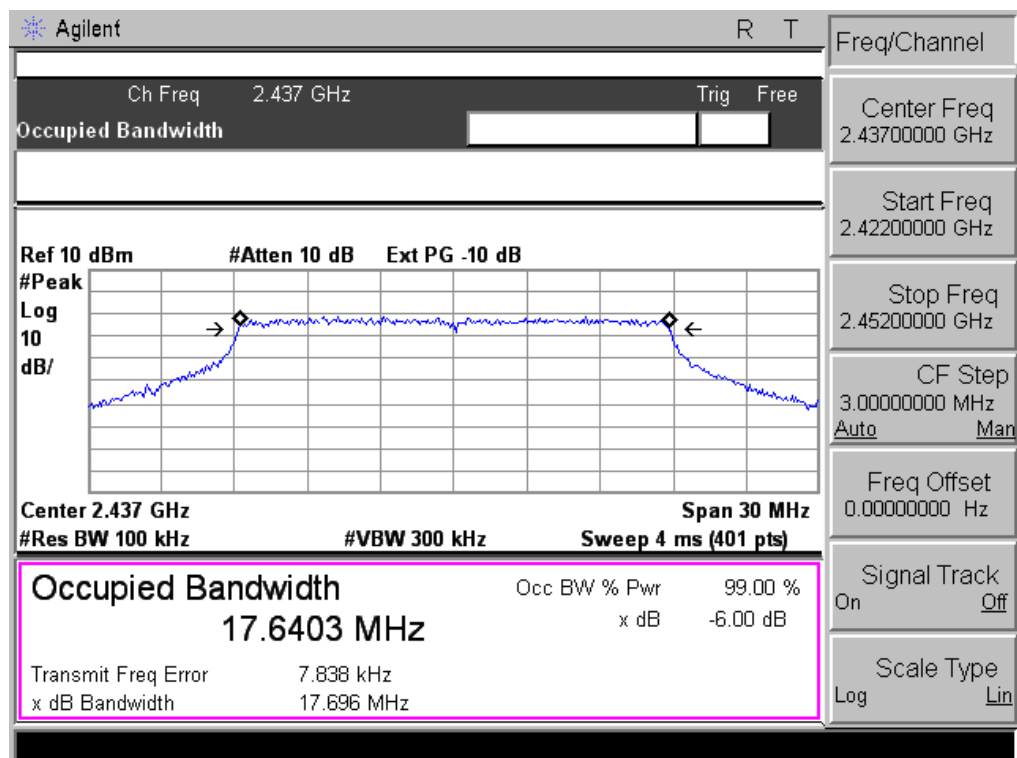 Agilent R T
Ch Freq 2.437 GHz Trig Free
Occupied Bandwidth
Ref 10 dBm #Atten 10 dB Ext PG -10 dB
#Peak
Log
10
dB/
Center 2.437 GHz Span 30 MHz
#Res BW 100 kHz #VBW 300 kHz Sweep 4 ms (401 pts)
Occupied Bandwidth Occ BW % Pwr 99.00 %
17.6403 MHz x dB -6.00 dB
Transmit Freq Error 7.838 kHz
x dB Bandwidth 17.696 MHz
Freq/Channel
Center Freq
2.43700000 GHz
Start Freq
2.42200000 GHz
Stop Freq
2.45200000 GHz
CF Step
3.00000000 MHz
Auto Man
Freq Offset
0.00000000 Hz
Signal Track
On Off
Scale Type
Log Lin